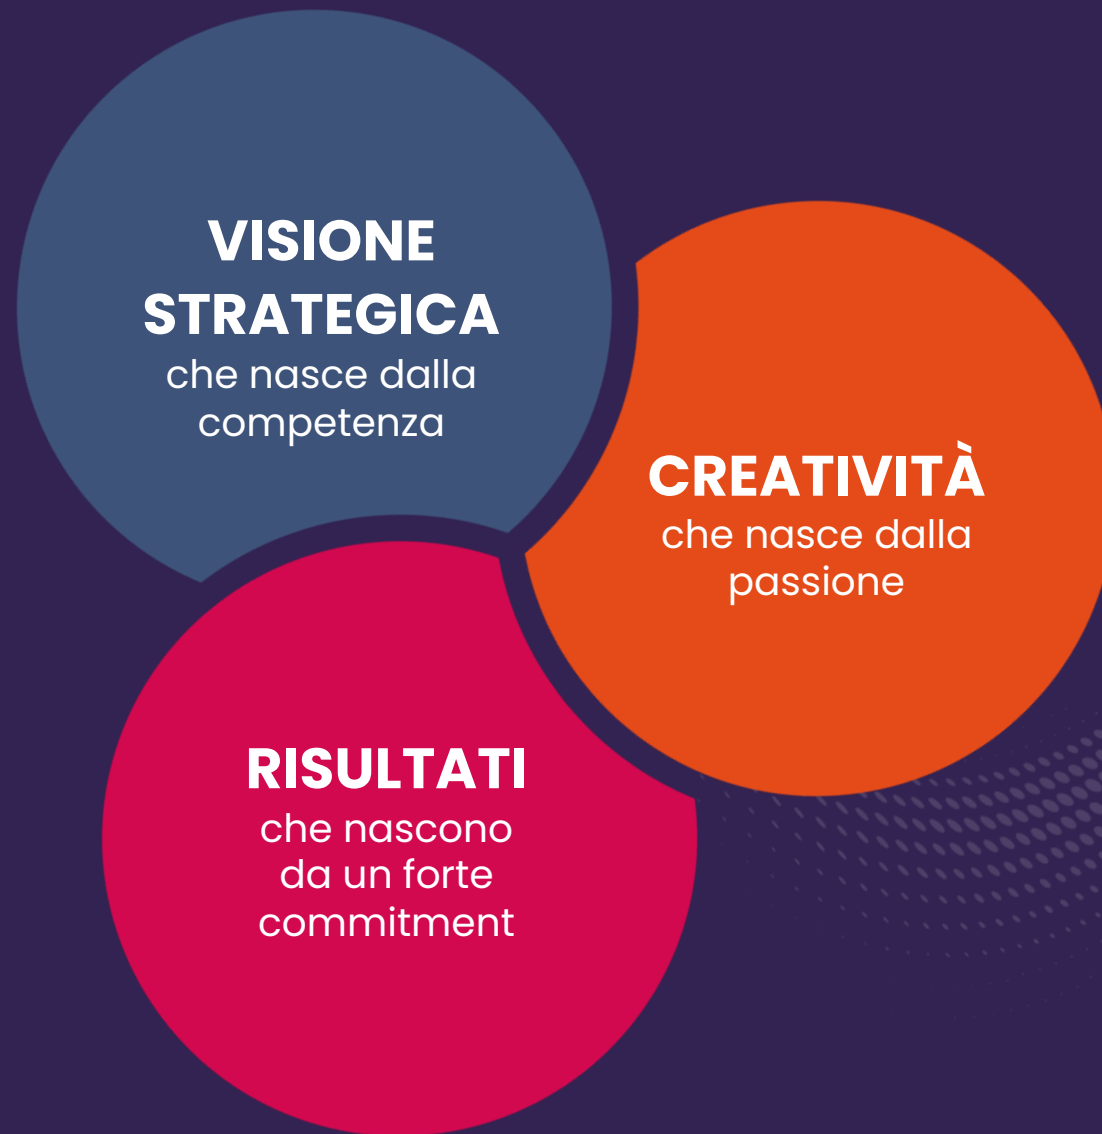 VISIONE
STRATEGICA
che nasce dalla
competenza
CREATIVITÀ
che nasce dalla
passione
RISULTATI
che nascono
da un forte
commitment